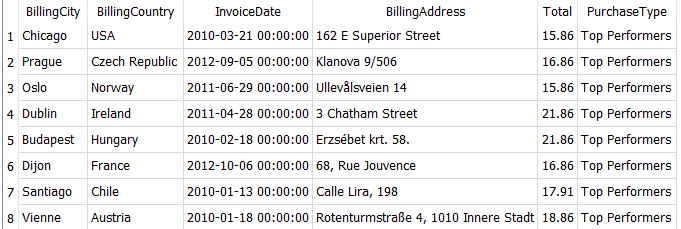 BillingCity BillingCountry InvoiceDate BillingAddress Total PurchaseType
1 Chicago USA 2010-03-21 00:00:00 162 E Superior Street 15.86 Top Performers
2 Prague Czech Republic 2012-09-05 00:00:00 Klanova 9/506 16.86 Top Performers
3 Oslo Norway 2011-06-29 00:00:00 Ullevålsveien 14 15.86 Top Performers
4 Dublin Ireland 2011-04-28 00:00:00 3 Chatham Street 21.86 Top Performers
5 Budapest Hungary 2010-02-18 00:00:00 Erzsébet krt. 58. 21.86 Top Performers
6 Dijon France 2012-10-06 00:00:00 68, Rue Jouvence 16.86 Top Performers
7 Santiago Chile 2010-01-13 00:00:00 Calle Lira, 198 17.91 Top Performers
8 Vienne Austria 2010-01-18 00:00:00 Rotenturmstraße 4, 1010 Innere Stadt 18.86 Top Performers